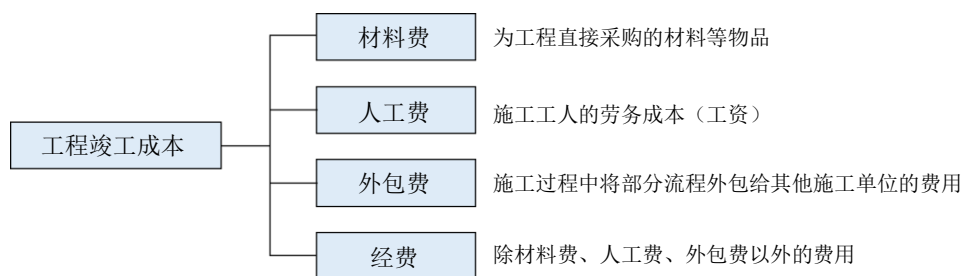 材料费
为工程直接采购的材料等物品
人工费
施工工人的劳务成本（工资）
工程竣工成本
外包费
施工过程中将部分流程外包给其他施工单位的费用
经费
除材料费、人工费、外包费以外的费用